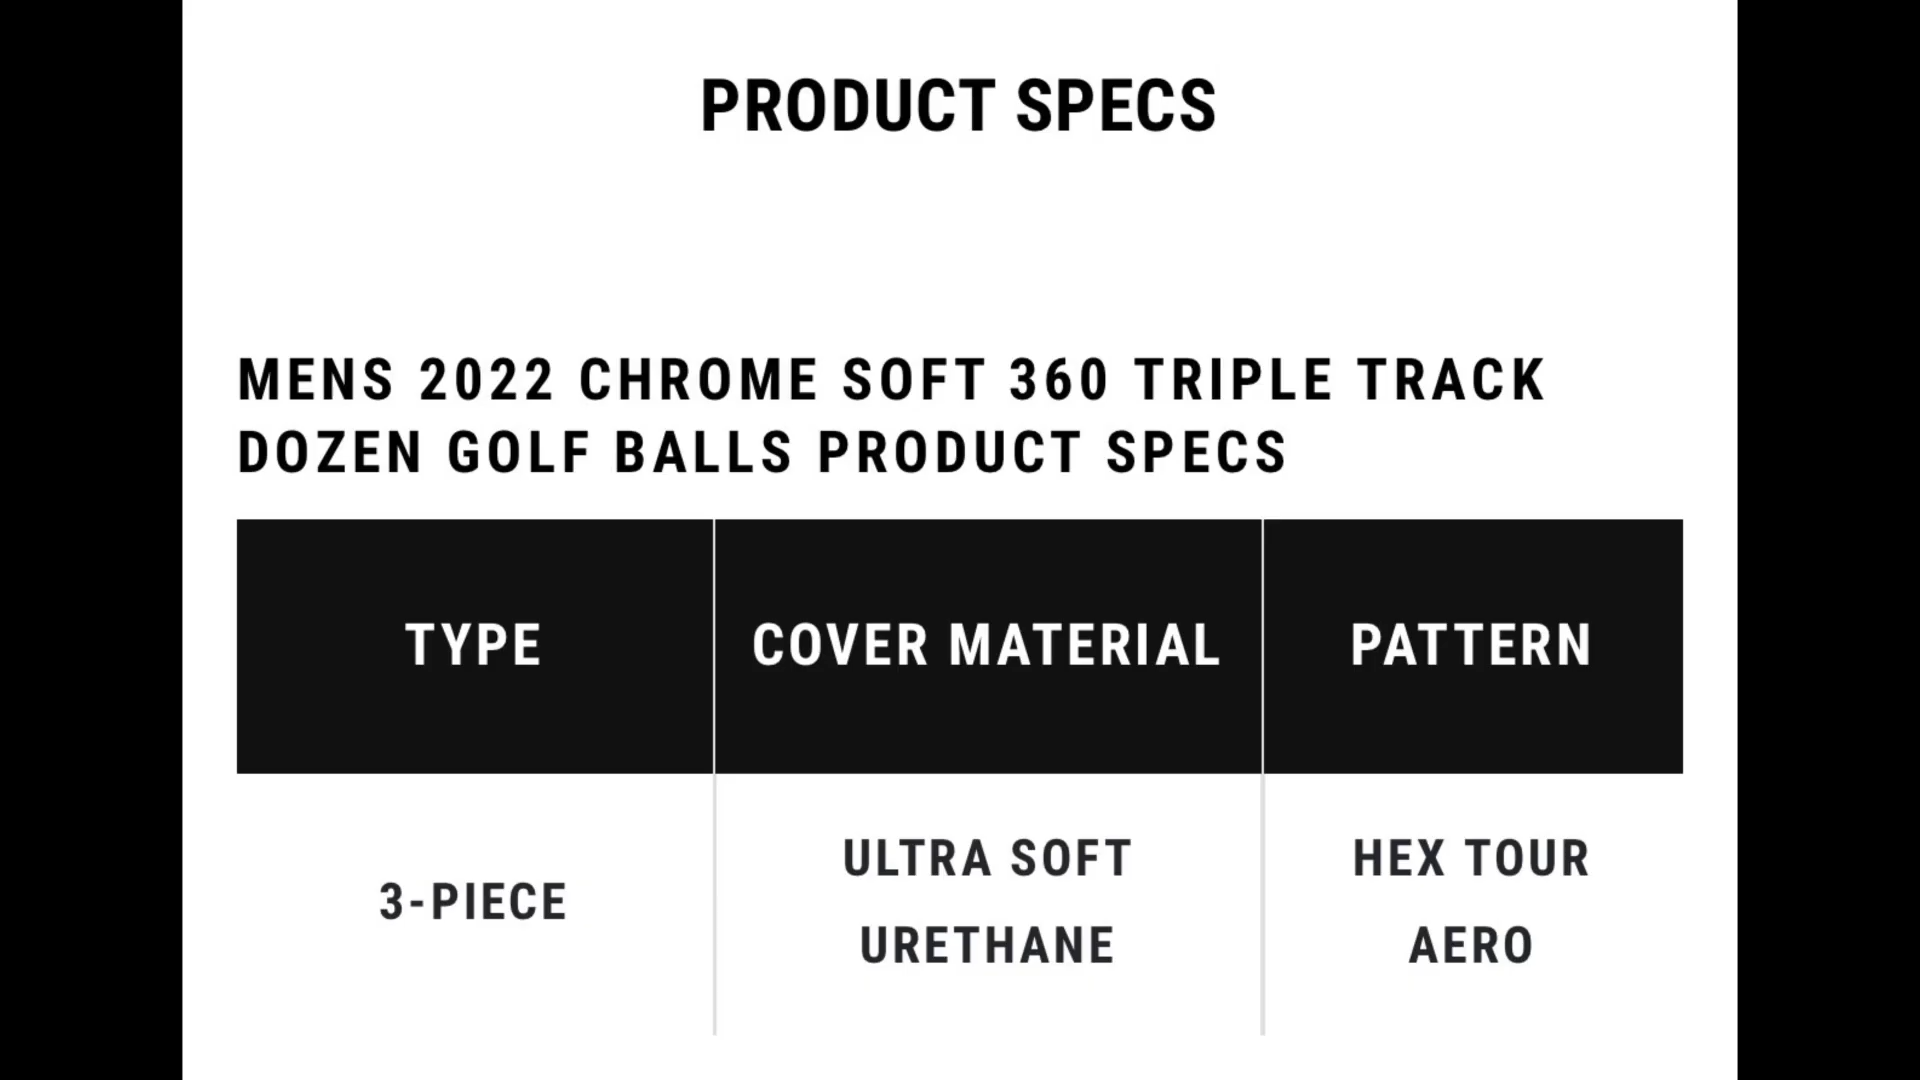 PRODUCT SPECS
MENS 2022 CHROME SOFT 360 TRIPLE TRACK
DOZEN GOLF BALLS PRODUCT SPECS
TYPE
COVER MATERIAL
PATTERN
3-PIECE
ULTRA SOFT
URETHANE
HEX TOUR
AERO